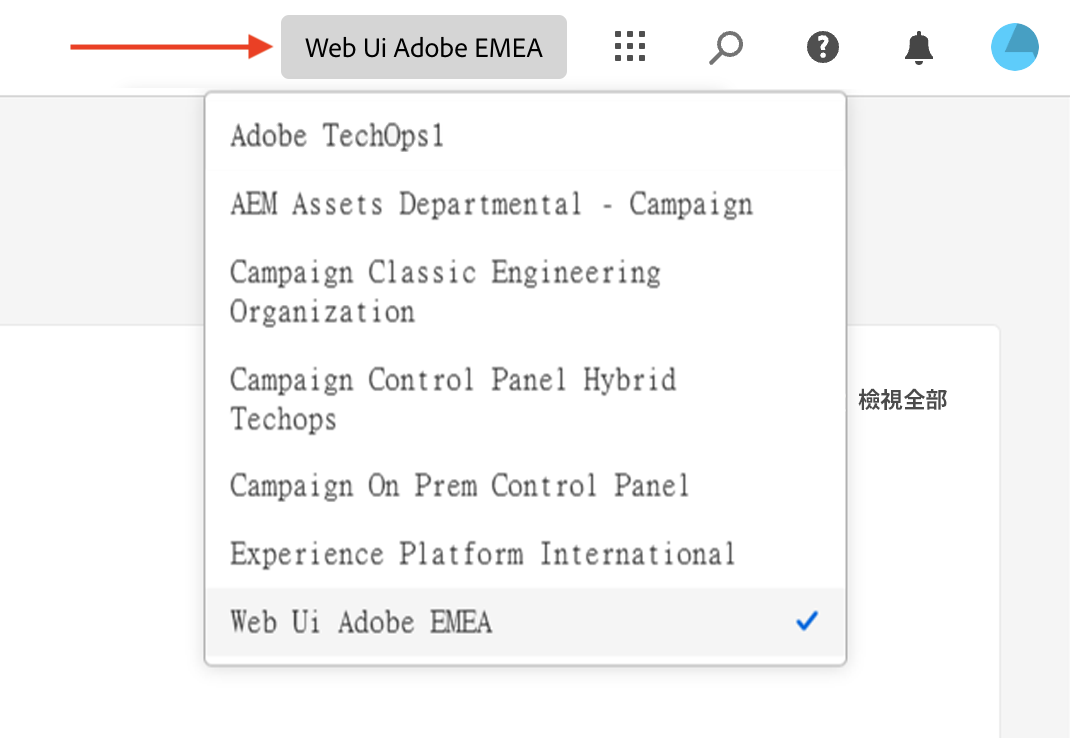 Web Ui Adobe EMEA
Adobe TechOps1
AEM Assets Departmental - Campaign
Campaign Classic Engineering
Organization
Campaign Control Panel Hybrid
Techops
檢視全部
Campaign On Prem Control Panel
Experience Platform International
Web Ui Adobe EMEA